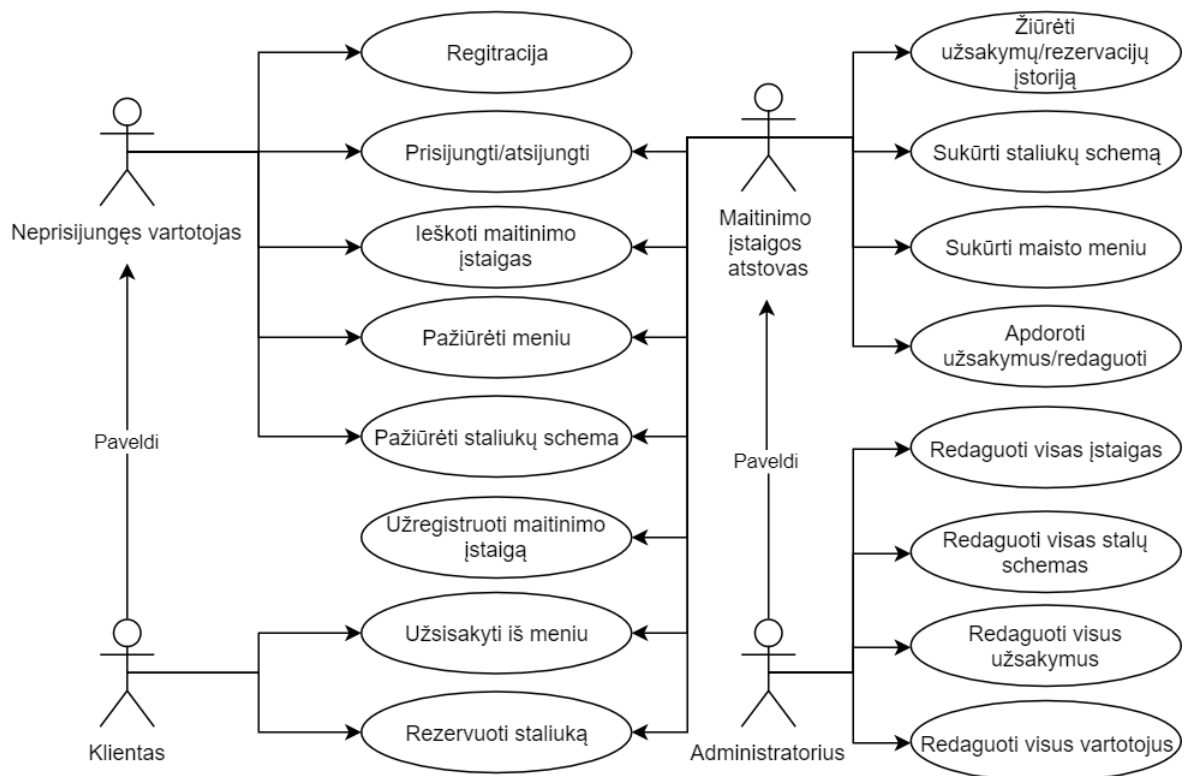 Regitracija
Prisijungti/atsijungti
Neprisijungęs vartotojas
Ieškoti maitinimo
įstaigas
Pažiūrėti meniu
Paveldi
Pažiūrėti staliukų schema
Užregistruoti maitinimo
įstaigą
Užsisakyti iš meniu
Klientas
Rezervuoti staliuką
Žiūrėti
užsakymų/rezervacijų
įstoriją
Sukūrti staliukų schemą
Maitinimo
įstaigos
atstovas
Sukūrti maisto meniu
Apdoroti
užsakymus/redaguoti
Paveldi
Redaguoti visas įstaigas
Redaguoti visas stalų
schemas
Redaguoti visus
užsakymus
Administratorius
Redaguoti visus vartotojus